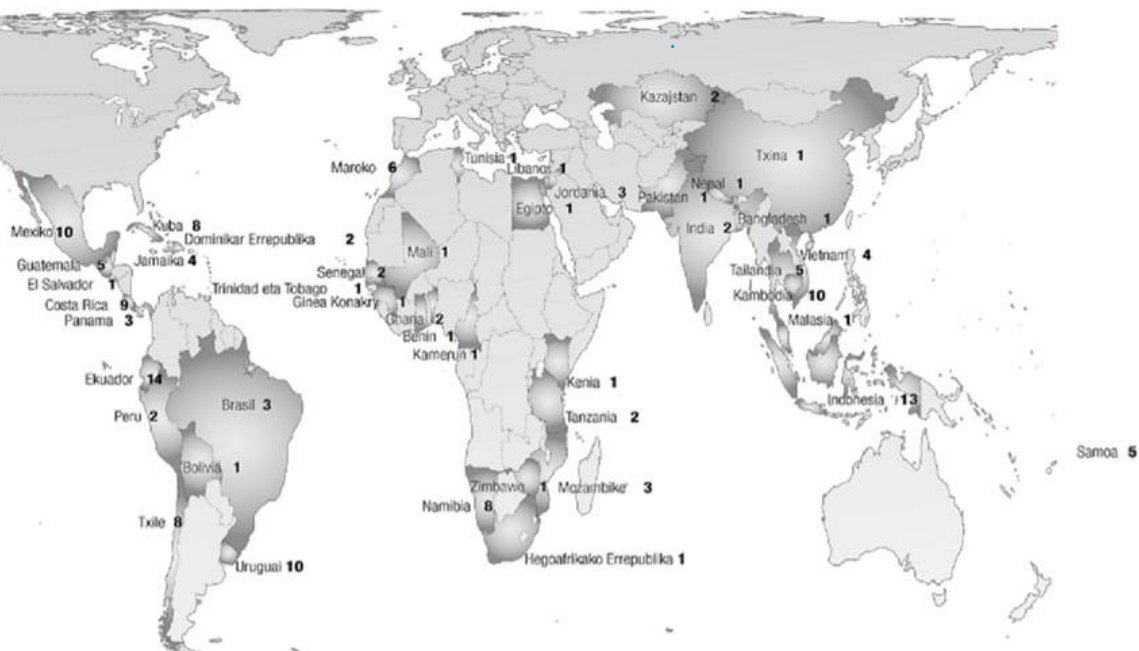 Kazajstan 2
Txina 1
Tunisia 1
Maroko 6
Libano 1
Nepal 1
Jordania 3
Pakistan 1
Egipto 1
Bangladesh 1
Kuba 8
India 2
Mexiko 10
Dominikar Errepublika 2
Mali 1
Vietnam 4
Jamaika 4
Guatemala 5
Senegal 2
Tailandia 5
El Salvador 1
Trinidad eta Tobago 1
Kambodia 10
Costa Rica 9
Ginea Konakry 1
Panama 3
Ghana 2
Malasia 1
Benin 1
Kamerun 1
Ekuador 14
Kenia 1
Indonesia 13
Brasil 3
Peru 2
Tanzania 2
Samoa 5
Bolivia 1
Zimbawe 1
Mozambike 3
Namibia 8
Txile 8
Hegoafrikako Errepublika 1
Uruguai 10